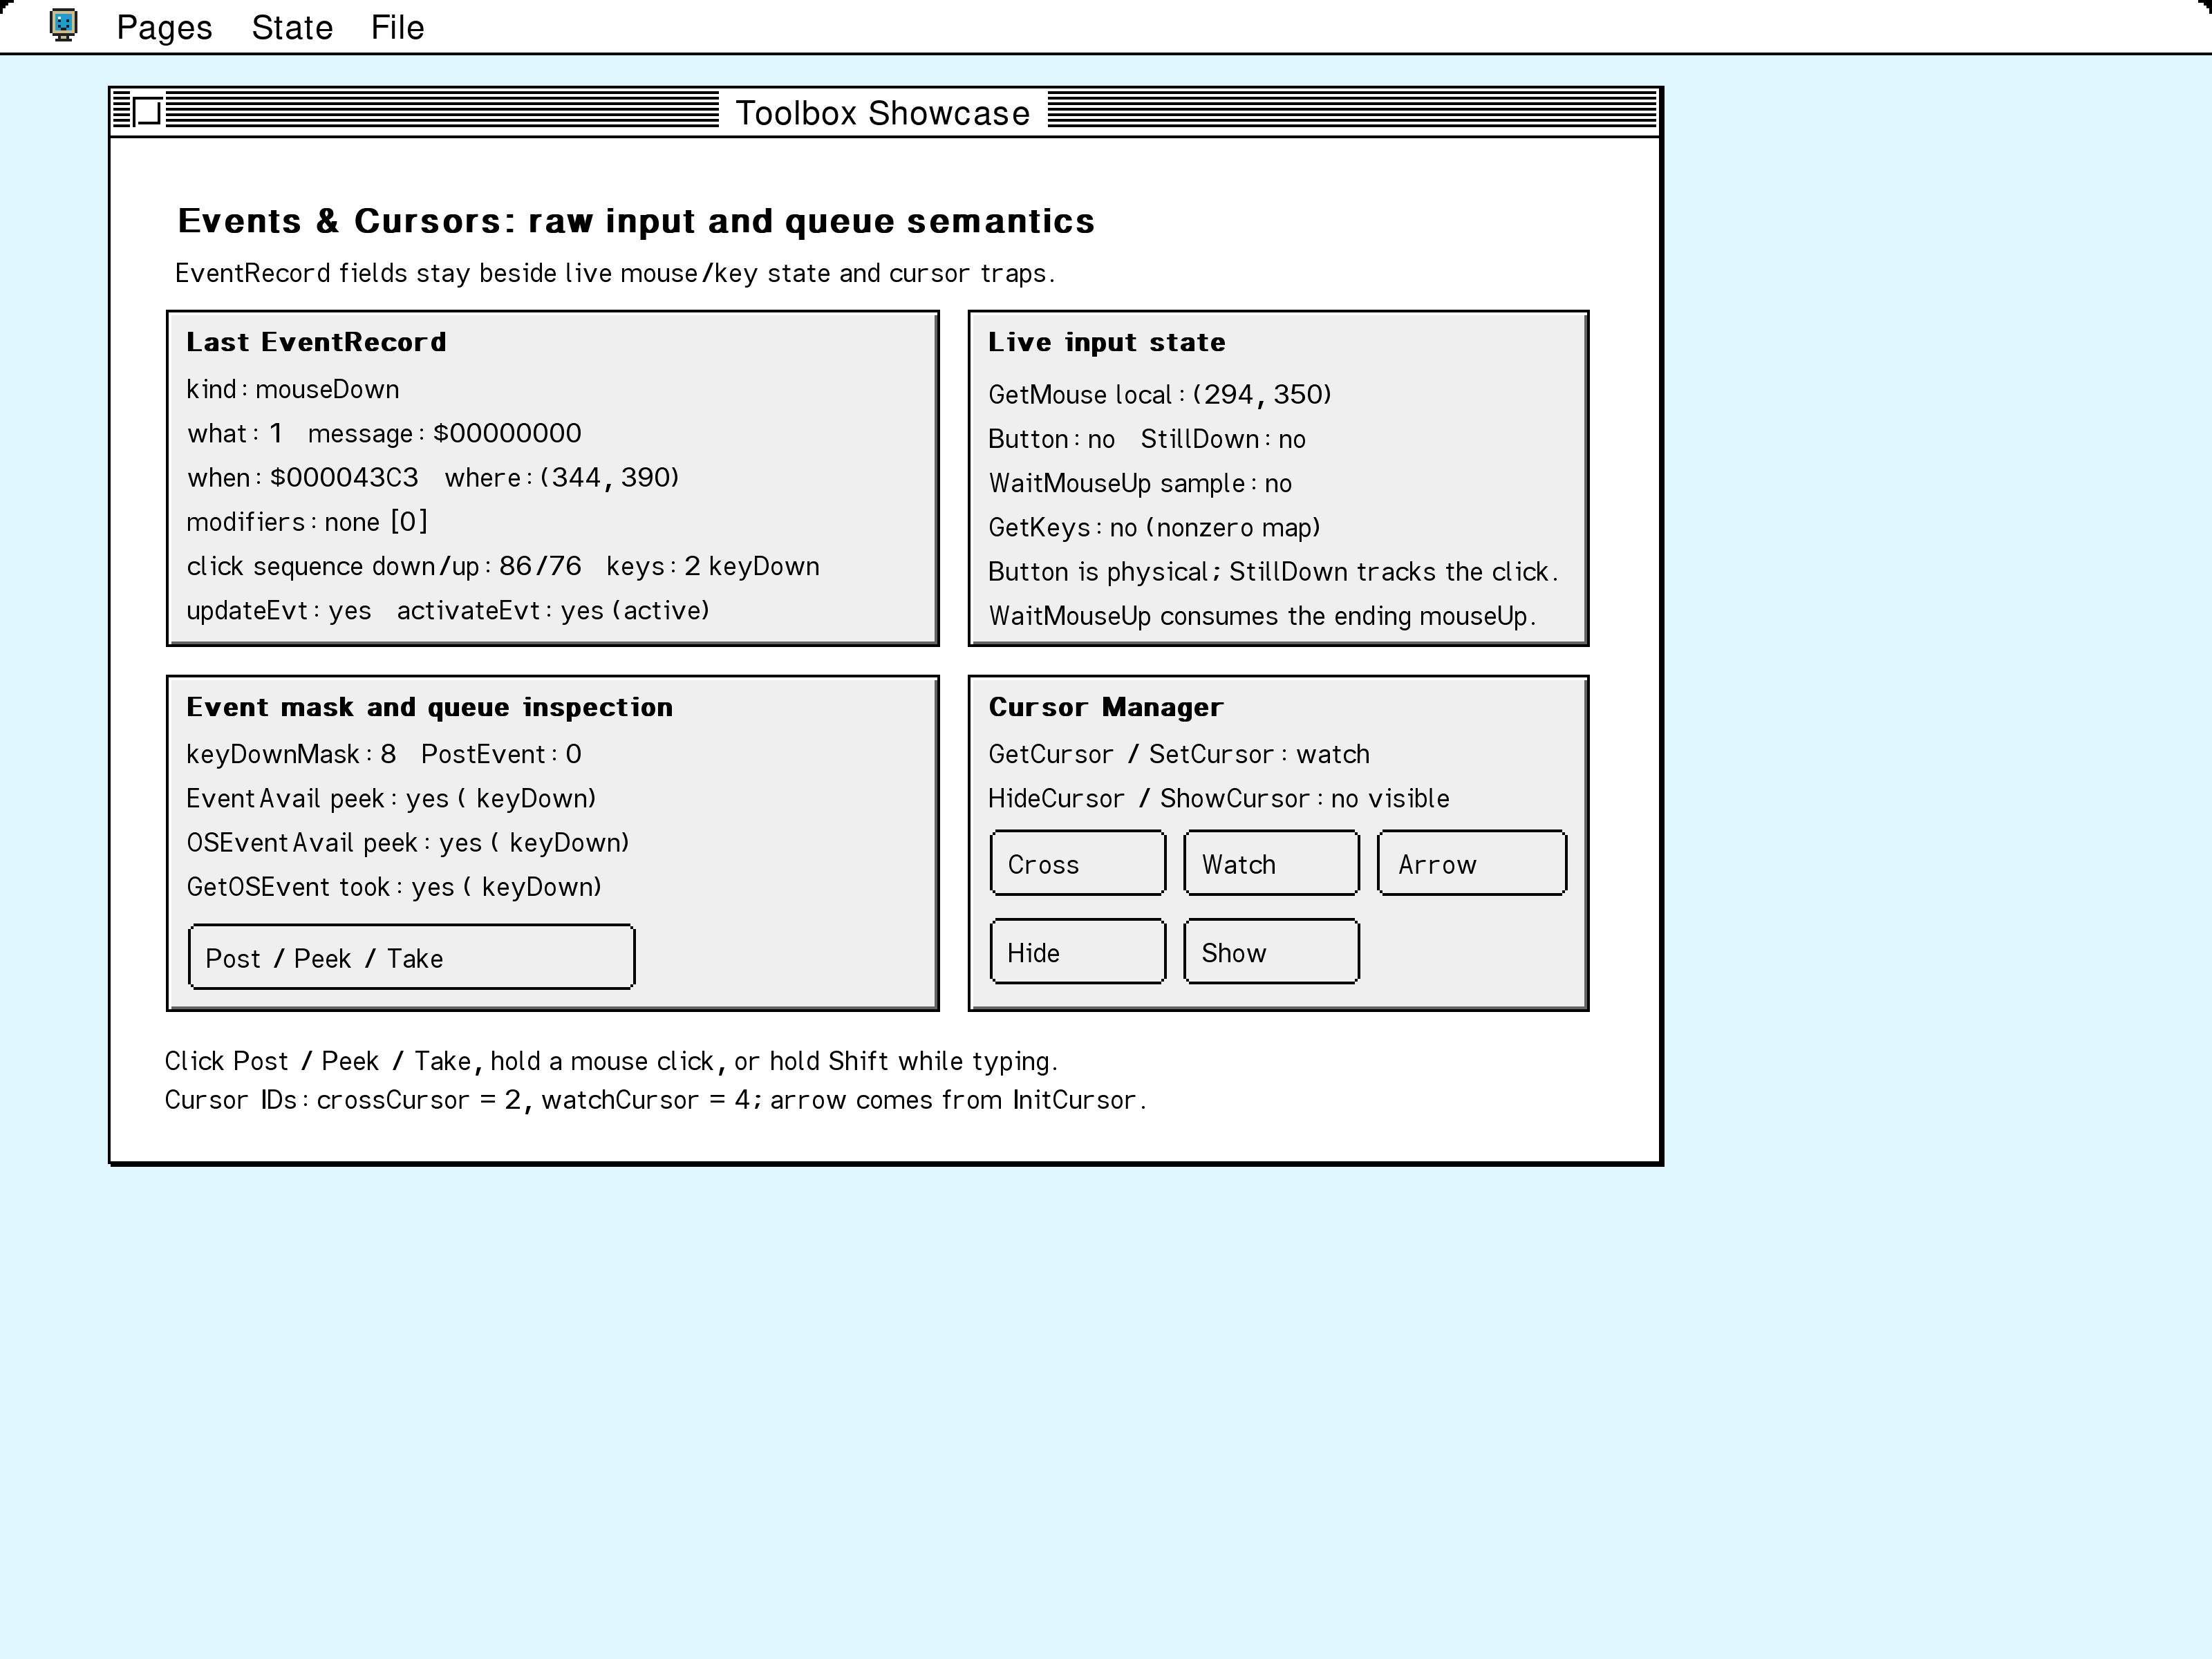 Pages State File
Toolbox Showcase
Events & Cursors: raw input and queue semantics
EventRecord fields stay beside live mouse/key state and cursor traps.
Last EventRecord
kind: mouseDown
what: 1 message: $00000000
when: $000043C3 where: (344, 390)
modifiers: none [0]
click sequence down/up: 86/76 keys: 2 keyDown
updateEvt: yes activateEvt: yes (active)
Live input state
GetMouse local: (294, 350)
Button: no StillDown: no
WaitMouseUp sample: no
GetKeys: no (nonzero map)
Button is physical; StillDown tracks the click.
WaitMouseUp consumes the ending mouseUp.
Event mask and queue inspection
keyDownMask: 8 PostEvent: 0
EventAvail peek: yes ( keyDown)
OSEventAvail peek: yes ( keyDown)
GetOSEvent took: yes ( keyDown)
Post / Peek / Take
Cursor Manager
GetCursor / SetCursor: watch
HideCursor / ShowCursor: no visible
Cross Watch Arrow
Hide Show
Click Post / Peek / Take, hold a mouse click, or hold Shift while typing.
Cursor IDs: crossCursor = 2, watchCursor = 4; arrow comes from InitCursor.